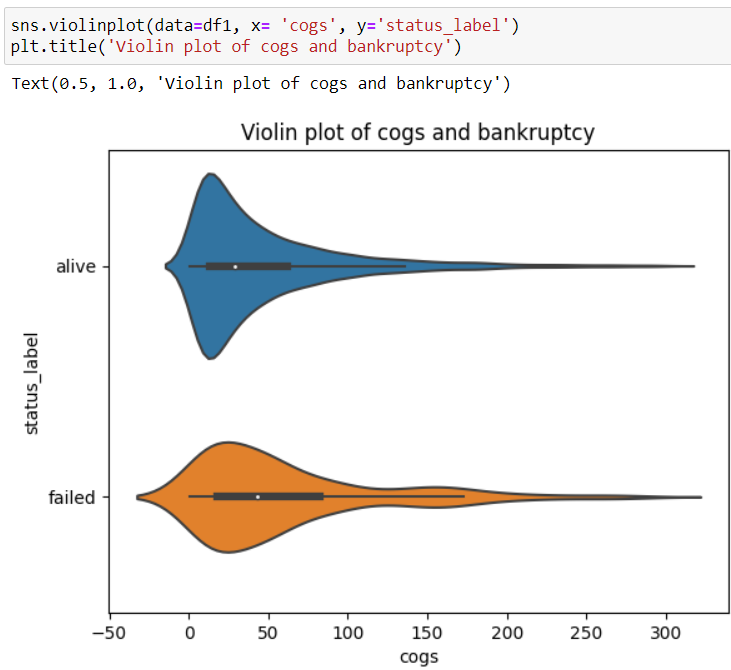 sns.violinplot(data=df1, x= 'cogs', y='status_label')
plt.title('Violin plot of cogs and bankruptcy')
Text(0.5, 1.0, 'Violin plot of cogs and bankruptcy')
Violin plot of cogs and bankruptcy
alive
status_label
failed
−50 0 50 100 150 200 250 300
cogs